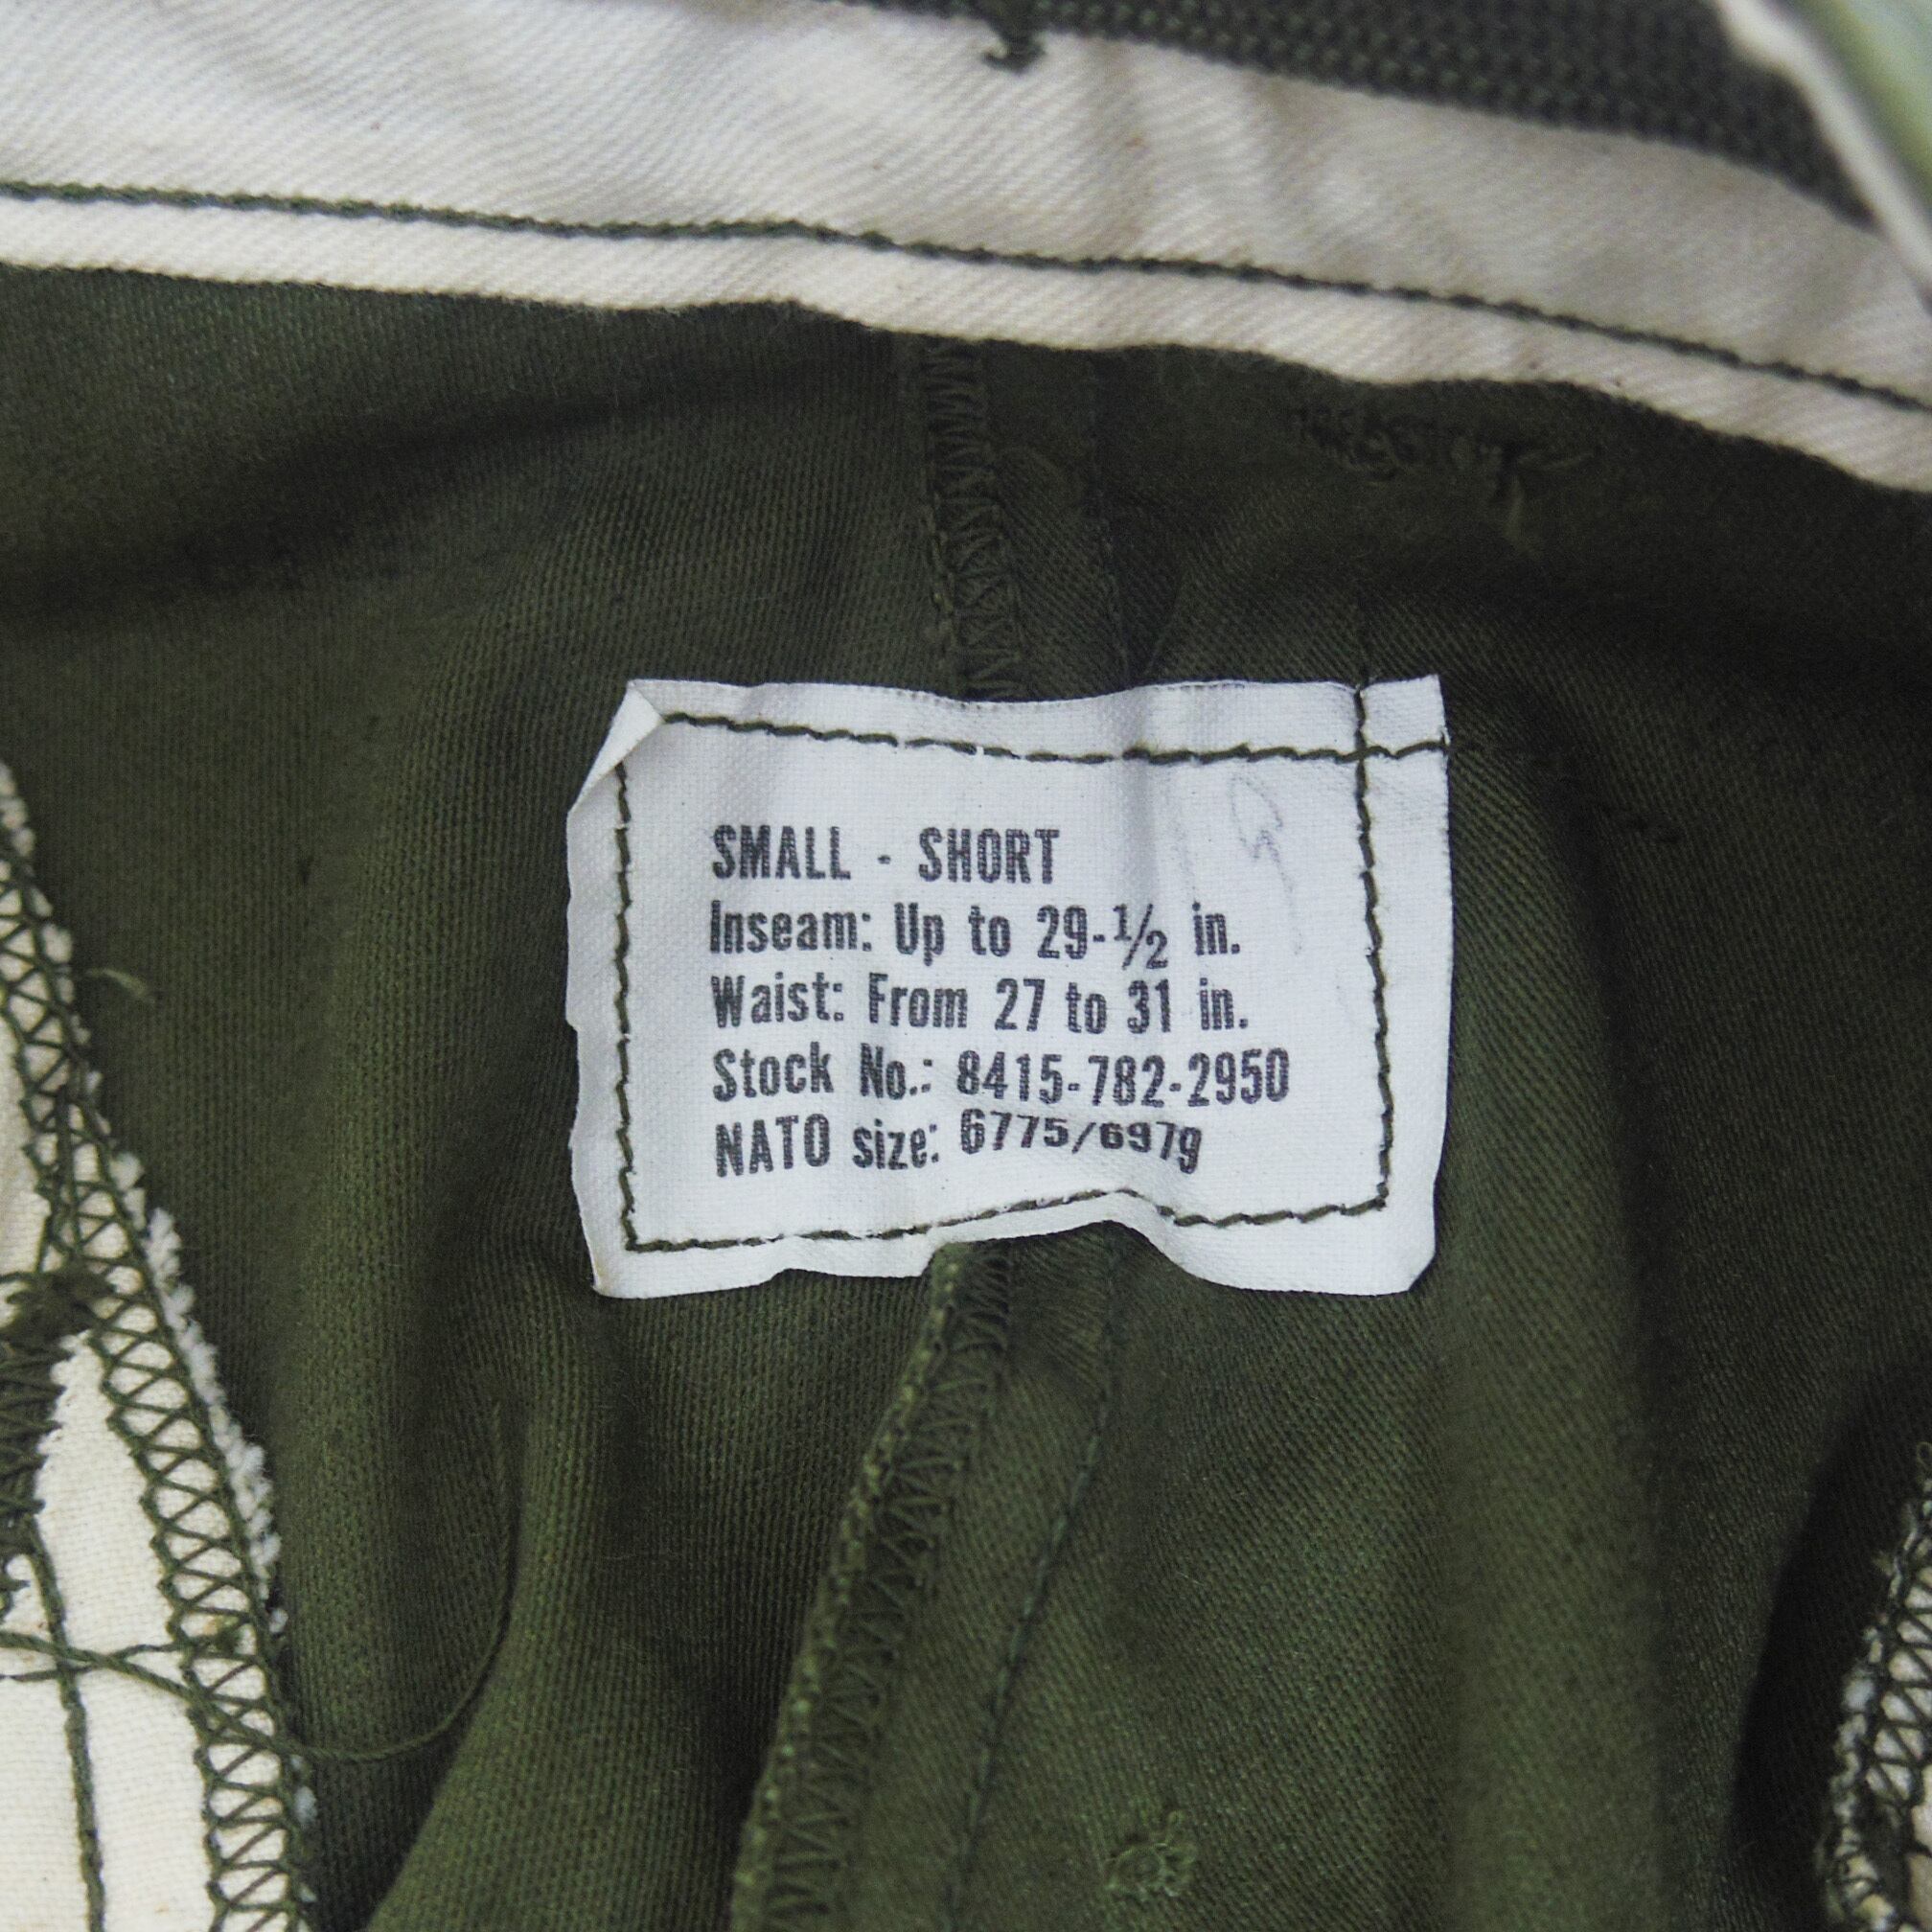 SMALL - SHORT
Inseam: Up to 29-1/2 in.
Waist: From 27 to 31 in.
Stock No.: 8415-782-2950
NATO size: 6775/6979